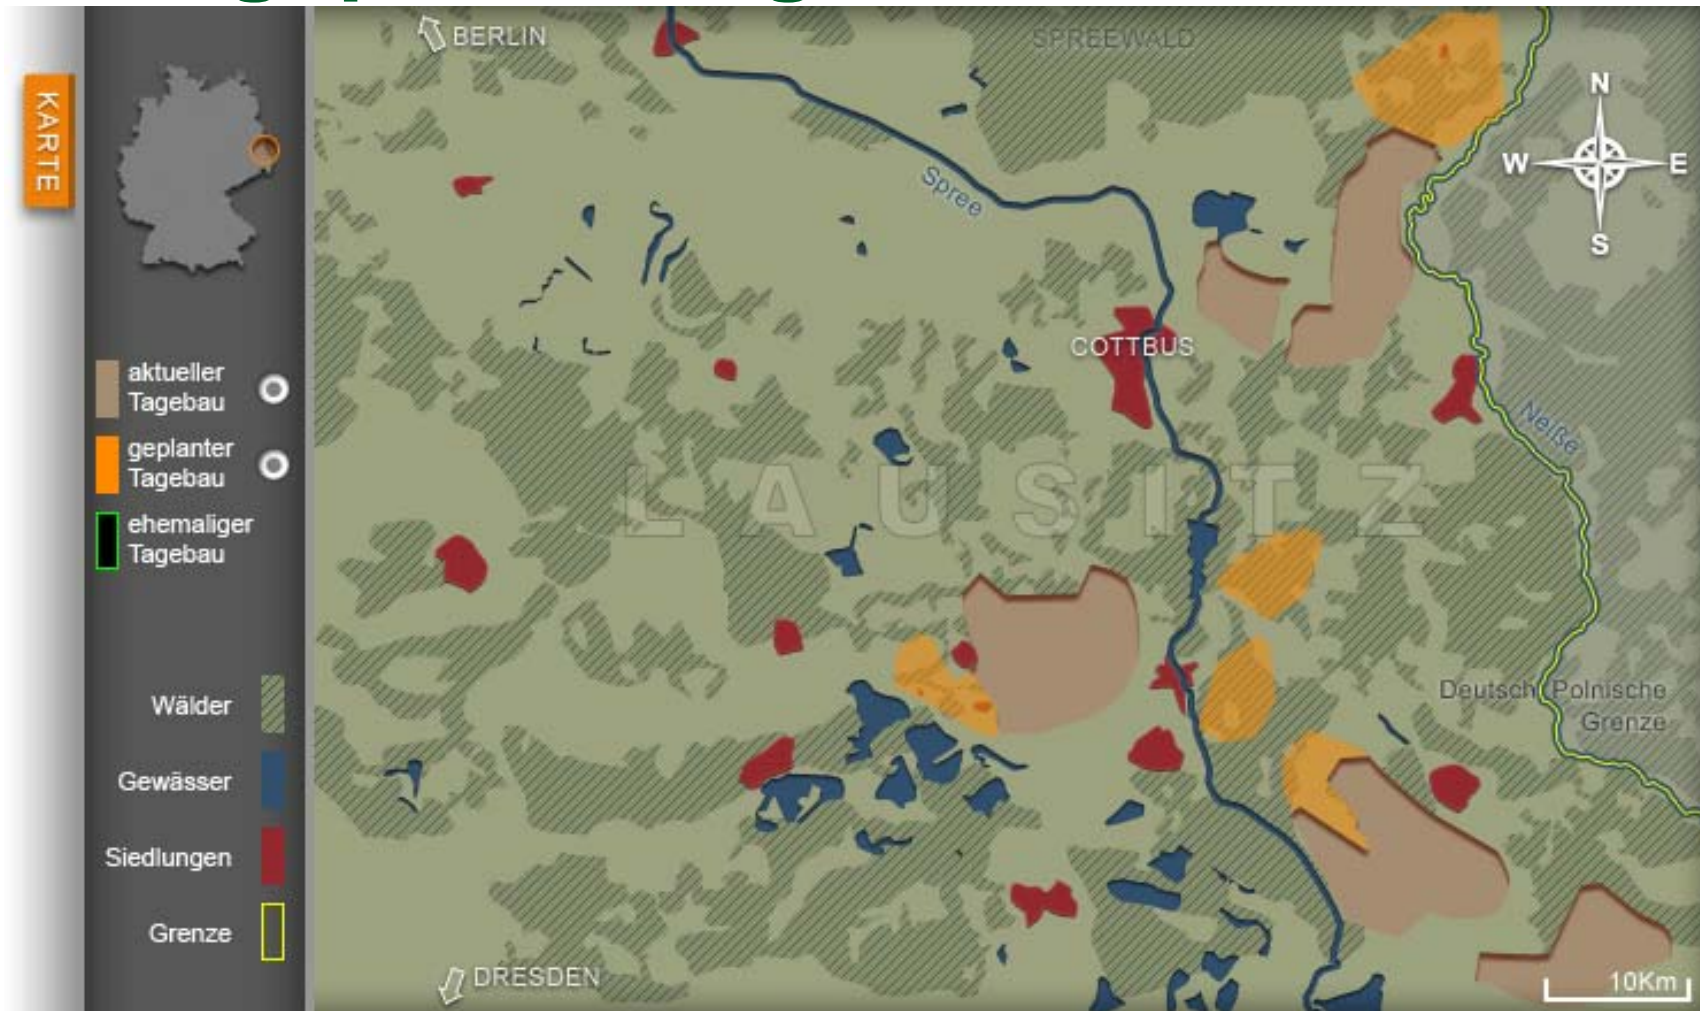 KARTE
aktueller
Tagebau
geplanter
Tagebau
ehemaliger
Tagebau
Wälder
Gewässer
Siedlungen
Grenze
BERLIN
SPREEWALD
N
W
E
S
Spree
COTTBUS
Neiße
LAUSITZ
Deutsch Polnische
Grenze
DRESDEN
10Km